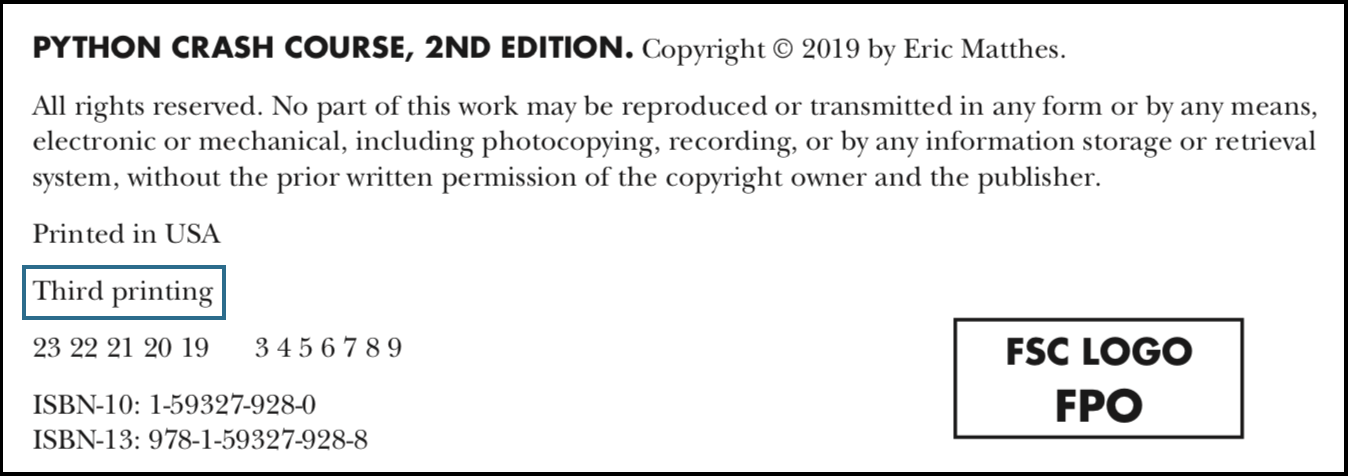 PYTHON CRASH COURSE, 2ND EDITION. Copyright © 2019 by Eric Matthes.
All rights reserved. No part of this work may be reproduced or transmitted in any form or by any means,
electronic or mechanical, including photocopying, recording, or by any information storage or retrieval
system, without the prior written permission of the copyright owner and the publisher.
Printed in USA
Third printing
23 22 21 20 19 3 4 5 6 7 8 9
ISBN-10: 1-59327-928-0
ISBN-13: 978-1-59327-928-8
FSC LOGO
FPO